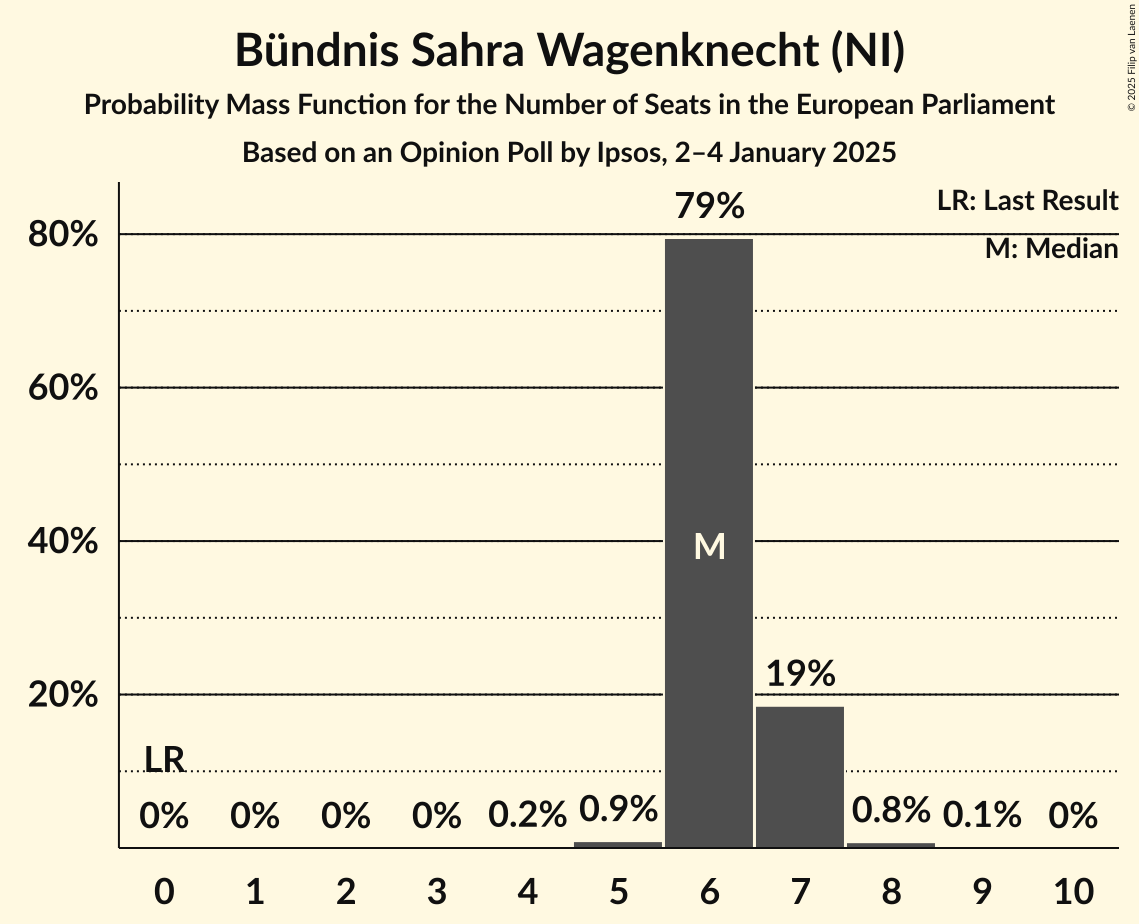 Bündnis Sahra Wagenknecht (NI)
Probability Mass Function for the Number of Seats in the European Parliament
Based on an Opinion Poll by Ipsos, 2–4 January 2025
© 2025 Filip van Laenen
LR: Last Result
M: Median
79%
80%
60%
40%
M
19%
20%
LR
0% 0% 0% 0% 0.2% 0.9% 0.8% 0.1% 0%
0 1 2 3 4 5 6 7 8 9 10